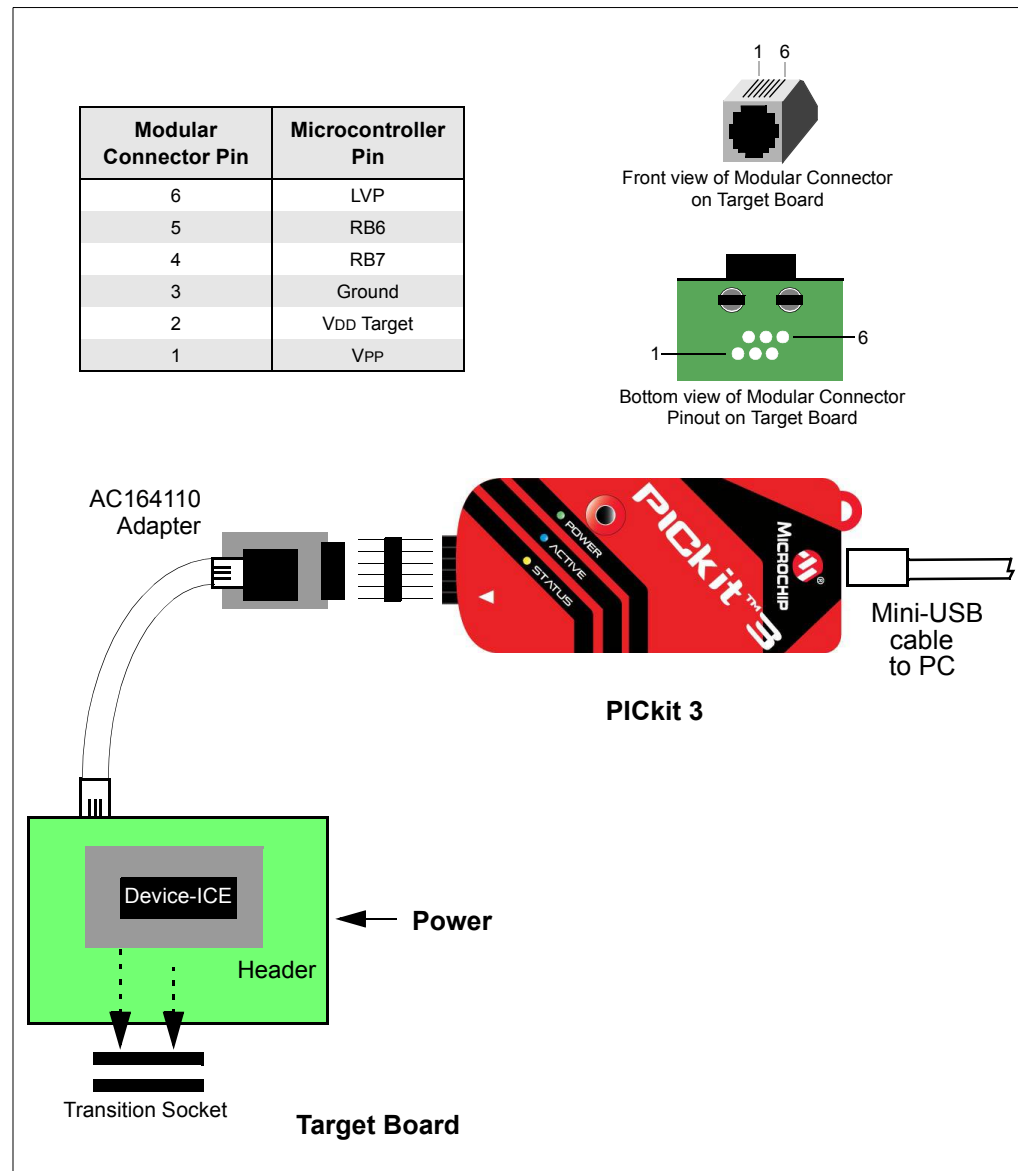 Modular
Connector Pin
Microcontroller
Pin
6 LVP
5 RB6
4 RB7
3 Ground
2 VDD Target
1 VPP
1 6
Front view of Modular Connector
on Target Board
1
6
Bottom view of Modular Connector
Pinout on Target Board
AC164110
Adapter
POWER
ACTIVE
STATUS
PICkit™ 3
MICROCHIP
®
Mini-USB
cable
to PC
PICkit 3
Device-ICE
Power
Header
Transition Socket
Target Board